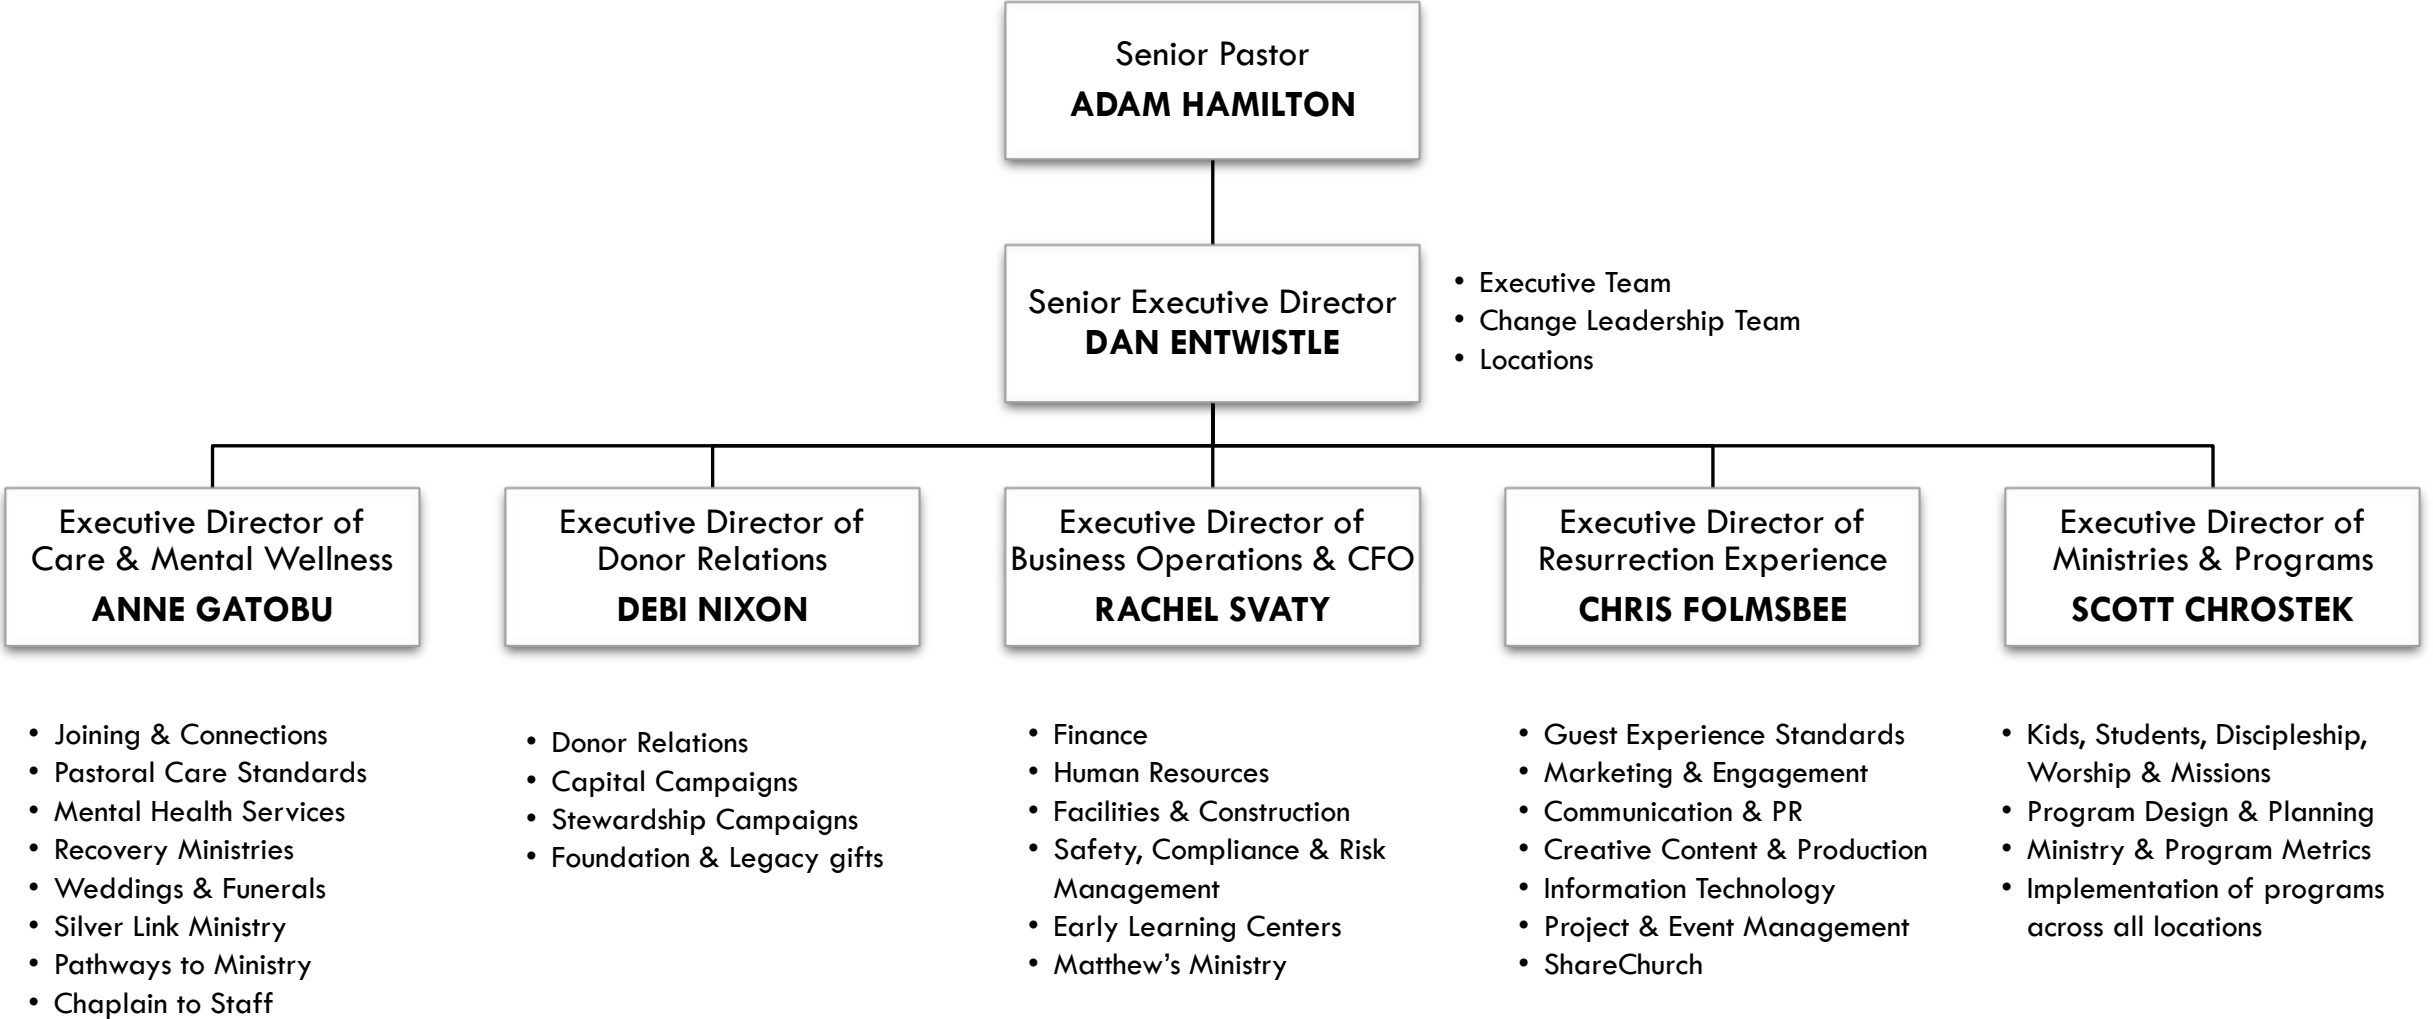 Senior Pastor
ADAM HAMILTON
Senior Executive Director
DAN ENTWISTLE
• Executive Team
• Change Leadership Team
• Locations
Executive Director of
Care & Mental Wellness
ANNE GATOBU
Executive Director of
Donor Relations
DEBI NIXON
Executive Director of
Business Operations & CFO
RACHEL SVATY
Executive Director of
Resurrection Experience
CHRIS FOLMSBEE
Executive Director of
Ministries & Programs
SCOTT CHROSTEK
• Joining & Connections
• Pastoral Care Standards
• Mental Health Services
• Recovery Ministries
• Weddings & Funerals
• Silver Link Ministry
• Pathways to Ministry
• Chaplain to Staff
• Donor Relations
• Capital Campaigns
• Stewardship Campaigns
• Foundation & Legacy gifts
• Finance
• Human Resources
• Facilities & Construction
• Safety, Compliance & Risk
Management
• Early Learning Centers
• Matthew’s Ministry
• Guest Experience Standards
• Marketing & Engagement
• Communication & PR
• Creative Content & Production
• Information Technology
• Project & Event Management
• ShareChurch
• Kids, Students, Discipleship,
Worship & Missions
• Program Design & Planning
• Ministry & Program Metrics
• Implementation of programs
across all locations